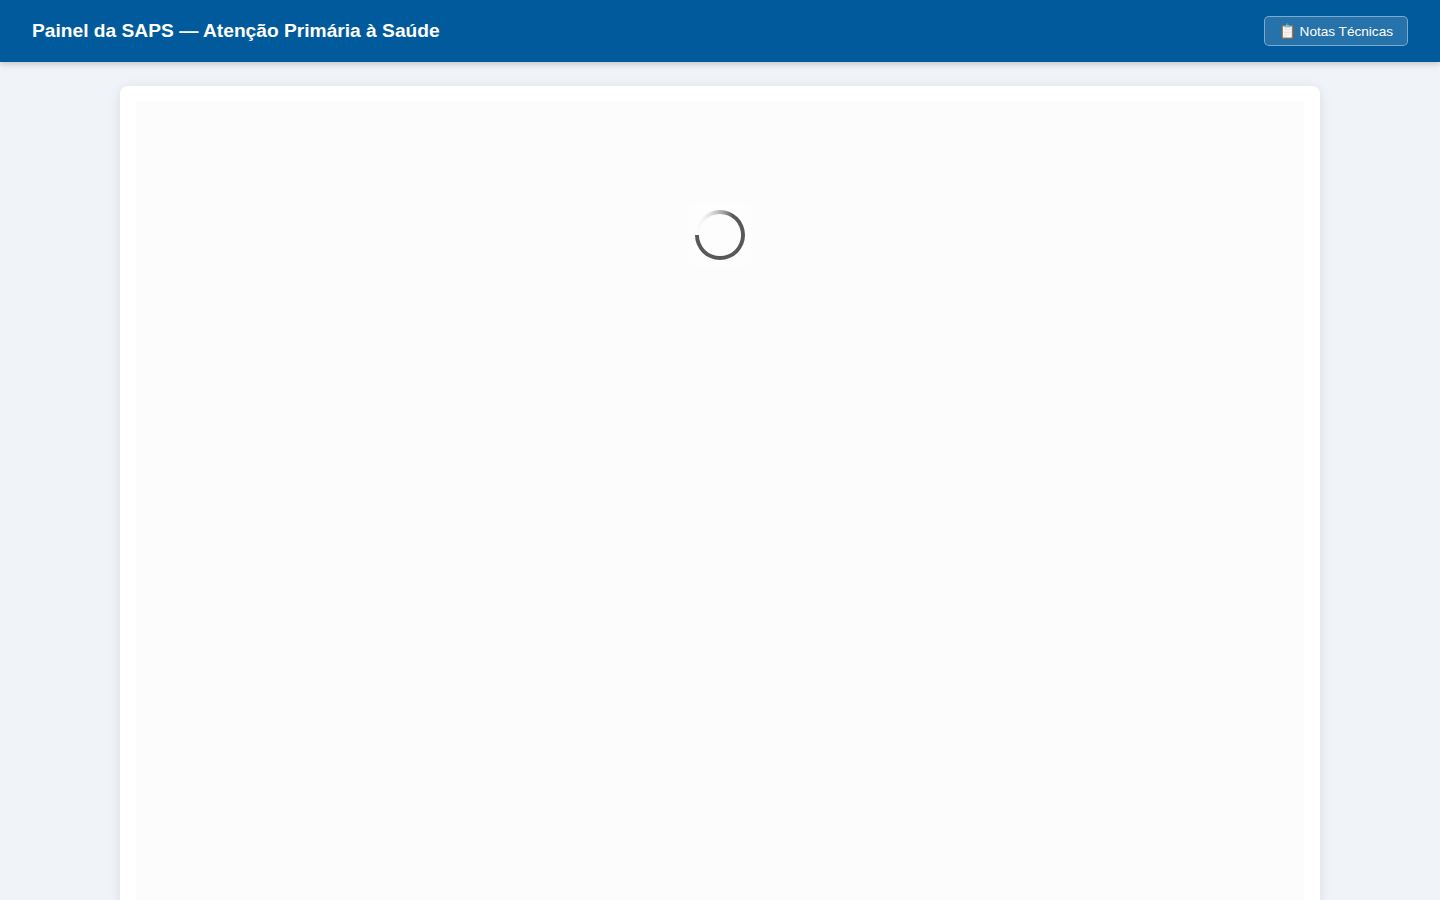 Painel da SAPS — Atenção Primária à Saúde
📋 Notas Técnicas